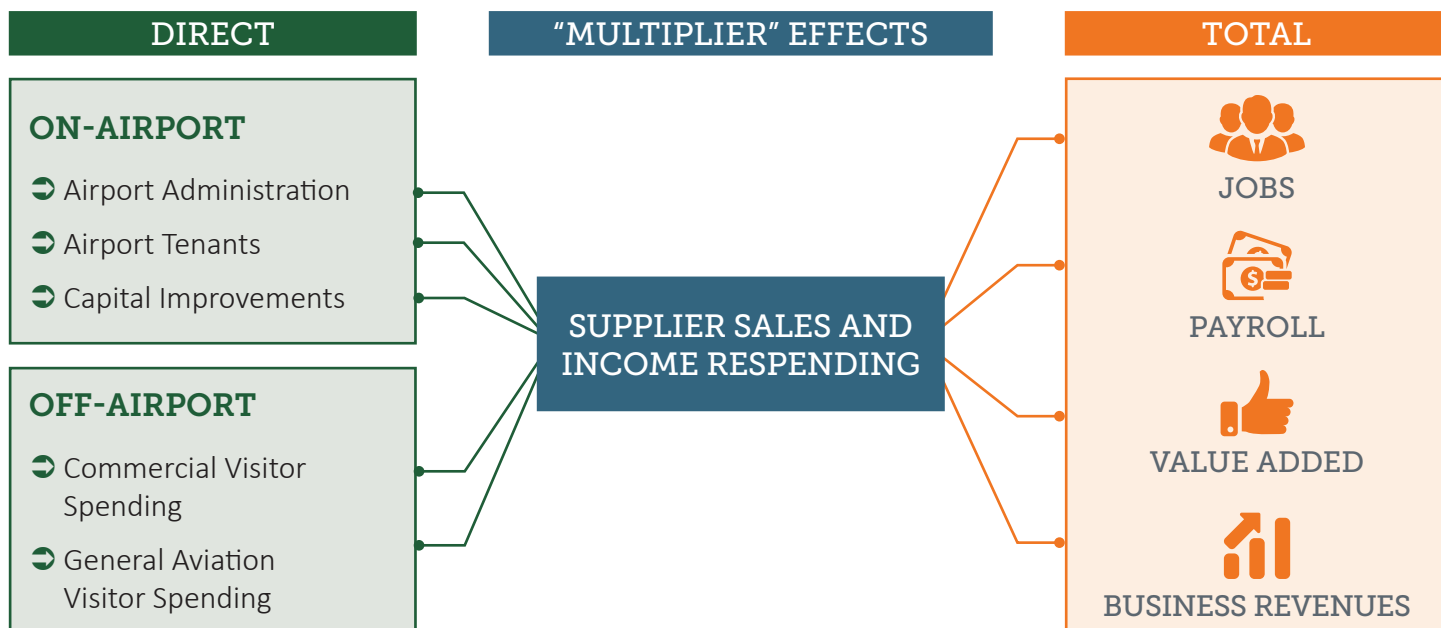 DIRECT
ON-AIRPORT
Airport Administration
Airport Tenants
Capital Improvements
OFF-AIRPORT
Commercial Visitor
Spending
General Aviation
Visitor Spending
“MULTIPLIER” EFFECTS
SUPPLIER SALES AND
INCOME RESPENDING
TOTAL
JOBS
$
PAYROLL
VALUE ADDED
BUSINESS REVENUES